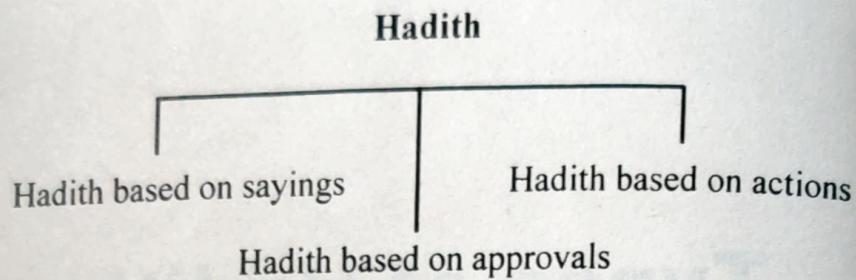 Hadith
Hadith based on sayings
Hadith based on actions
Hadith based on approvals